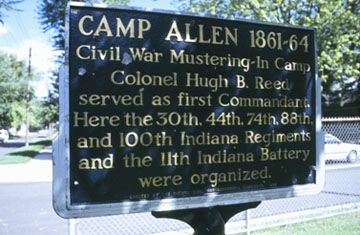 CAMP ALLEN 1861-64
Civil War Mustering-In Camp
Colonel Hugh B. Reed
served as first Commandant.
Here the 30th, 44th, 74th, 88th,
and 100th Indiana Regiments
and the 11th Indiana Battery
were organized.